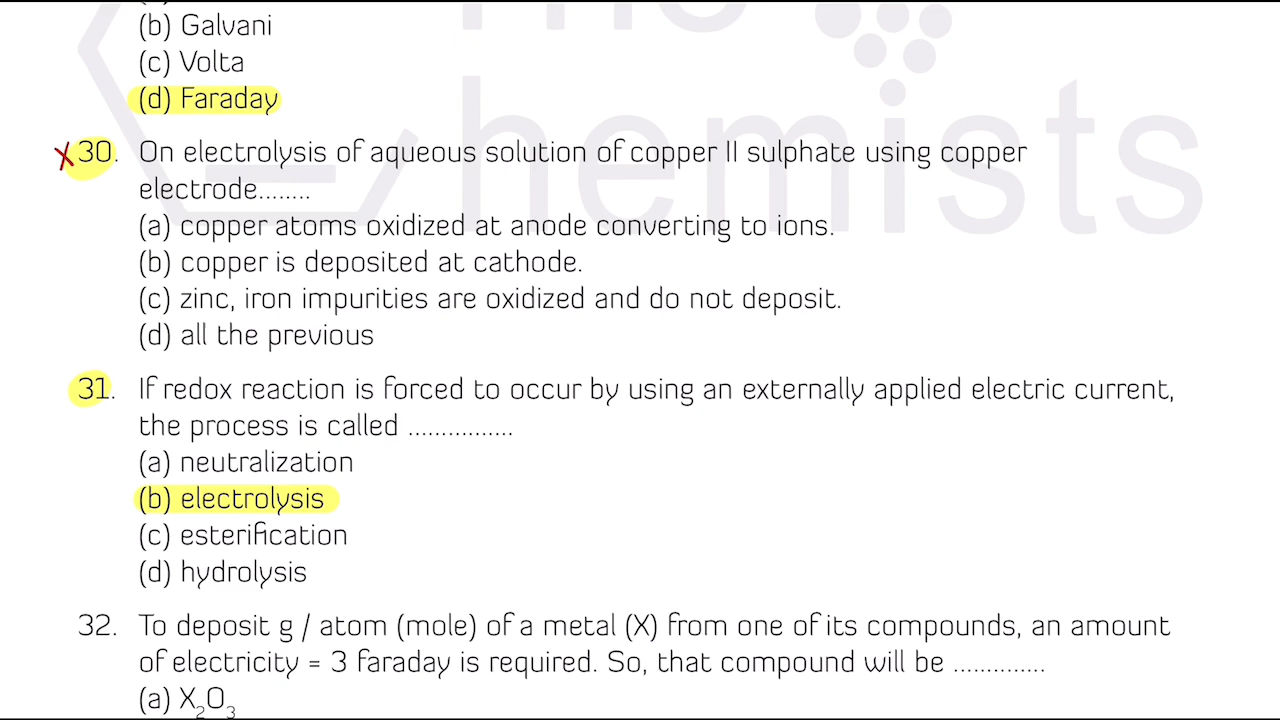 (b) Galvani
(c) Volta
(d) Faraday
x 30. On electrolysis of aqueous solution of copper II sulphate using copper
electrode........
(a) copper atoms oxidized at anode converting to ions.
(b) copper is deposited at cathode.
(c) zinc, iron impurities are oxidized and do not deposit.
(d) all the previous
31. If redox reaction is forced to occur by using an externally applied electric current,
the process is called ................
(a) neutralization
(b) electrolysis
(c) esterification
(d) hydrolysis
32. To deposit g / atom (mole) of a metal (X) from one of its compounds, an amount
of electricity = 3 faraday is required. So, that compound will be ..............
(a) X₂O₃
hemists